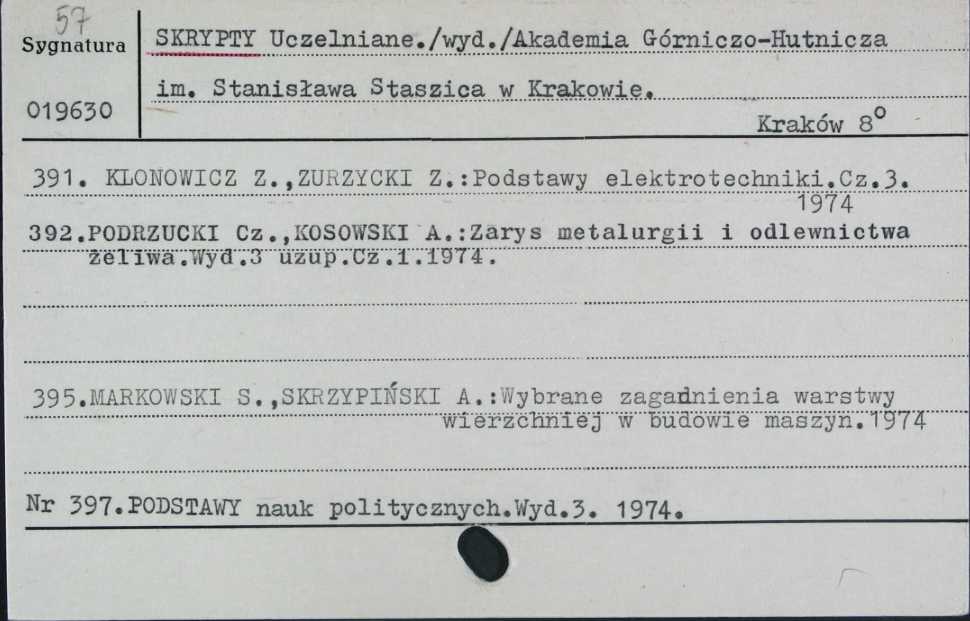 57
Sygnatura
019630
SKRYPTY Uczelniane./wyd./Akademia Górniczo-Hutnicza
im. Stanisława Staszica w Krakowie.
Kraków 8°
391. KLONOWICZ Z.,ZURZYCKI Z.:Podstawy elektrotechniki.Cz.3.
1974
392.PODRZUCKI Cz.,KOSOWSKI A.:Zarys metalurgii i odlewnictwa
żeliwa.Wyd.3 uzup.Cz.1.1974.
395.MARKOWSKI S.,SKRZYPIŃSKI A.:Wybrane zagadnienia warstwy
wierzchniej w budowie maszyn.1974
Nr 397.PODSTAWY nauk politycznych.Wyd.3. 1974.